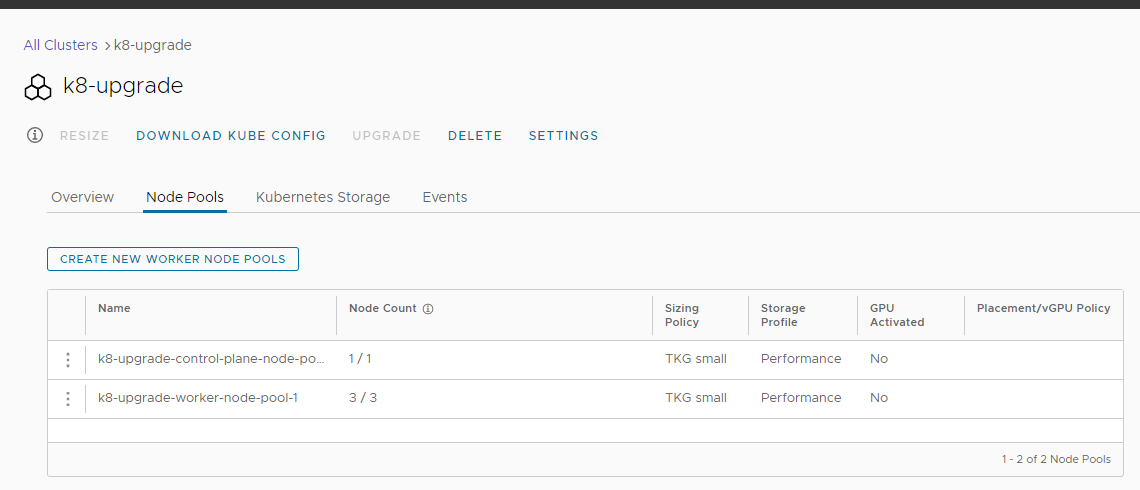 All Clusters > k8-upgrade
k8-upgrade
RESIZE DOWNLOAD KUBE CONFIG UPGRADE DELETE SETTINGS
Overview Node Pools Kubernetes Storage Events
CREATE NEW WORKER NODE POOLS
Name Node Count Sizing Policy Storage Profile GPU Activated Placement/vGPU Policy
k8-upgrade-control-plane-node-po... 1 / 1 TKG small Performance No
k8-upgrade-worker-node-pool-1 3 / 3 TKG small Performance No
1 - 2 of 2 Node Pools